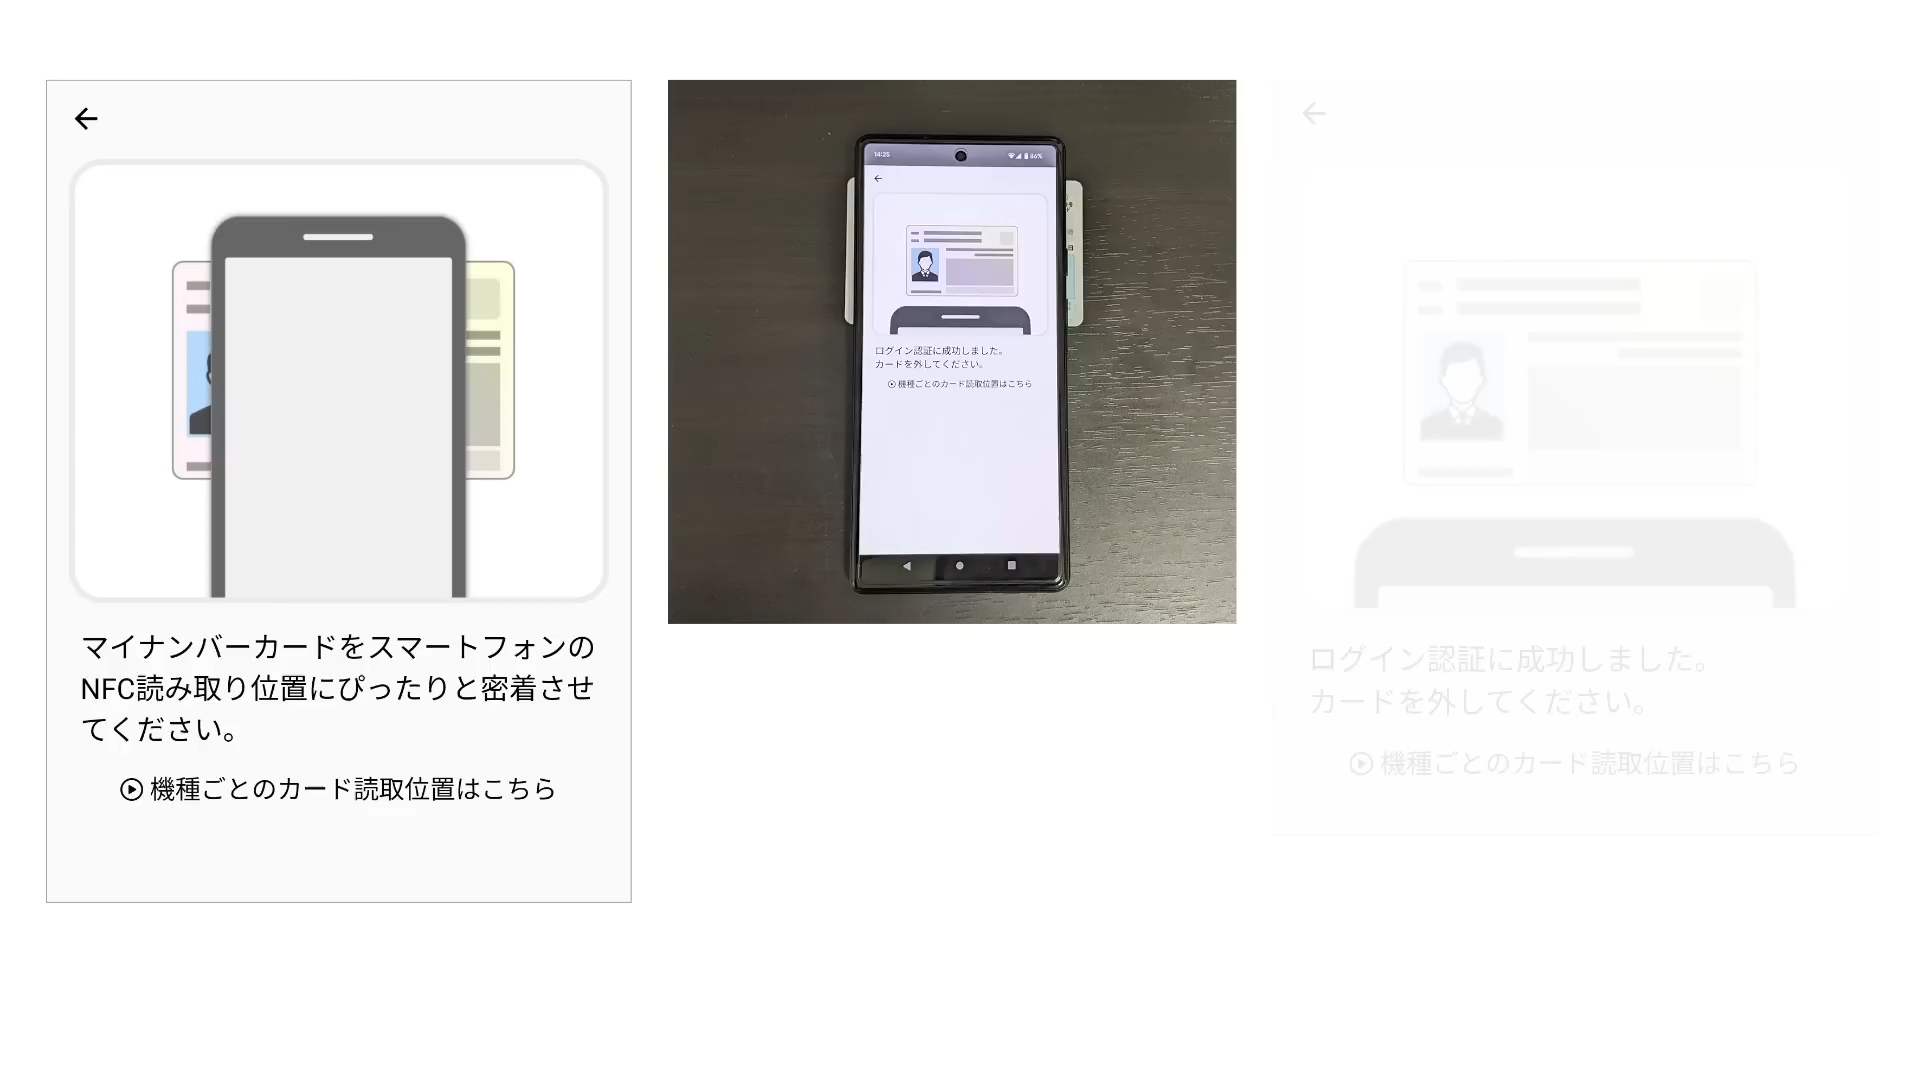 マイナンバーカードをスマートフォンの
NFC読み取り位置にぴったりと密着させ
てください。
機種ごとのカード読取位置はこちら
14:25
86%
ログイン認証に成功しました。
カードを外してください。
機種ごとのカード読取位置はこちら
ログイン認証に成功しました。
カードを外してください。
機種ごとのカード読取位置はこちら